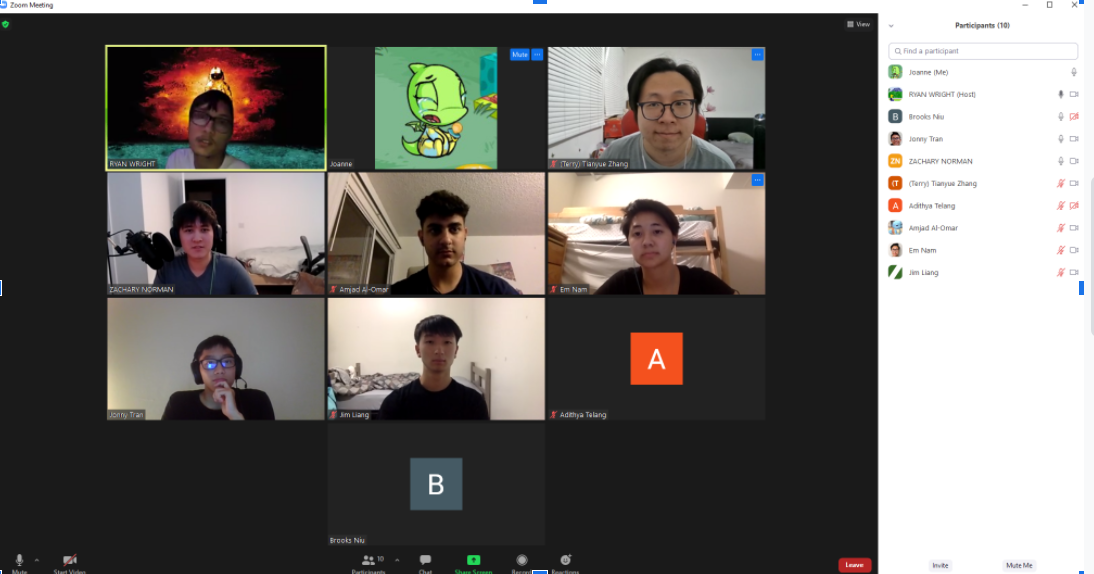 Zoom Meeting
View
Participants (10)
Find a participant
Joanne (Me)
RYAN WRIGHT (Host)
B Brooks Niu
Jonny Tran
ZN ZACHARY NORMAN
(T (Terry) Tianyue Zhang
A Adithya Telang
Amjad Al-Omar
Em Nam
Jim Liang
Invite Mute Me
Mute ...
...
RYAN WRIGHT Joanne (Terry) Tianyue Zhang
...
ZACHARY NORMAN Amjad Al-Omar Em Nam
A
Jonny Tran Jim Liang Adithya Telang
B
Brooks Niu
10
Mute Start Video Participants Chat Share Screen Record Reactions Leave